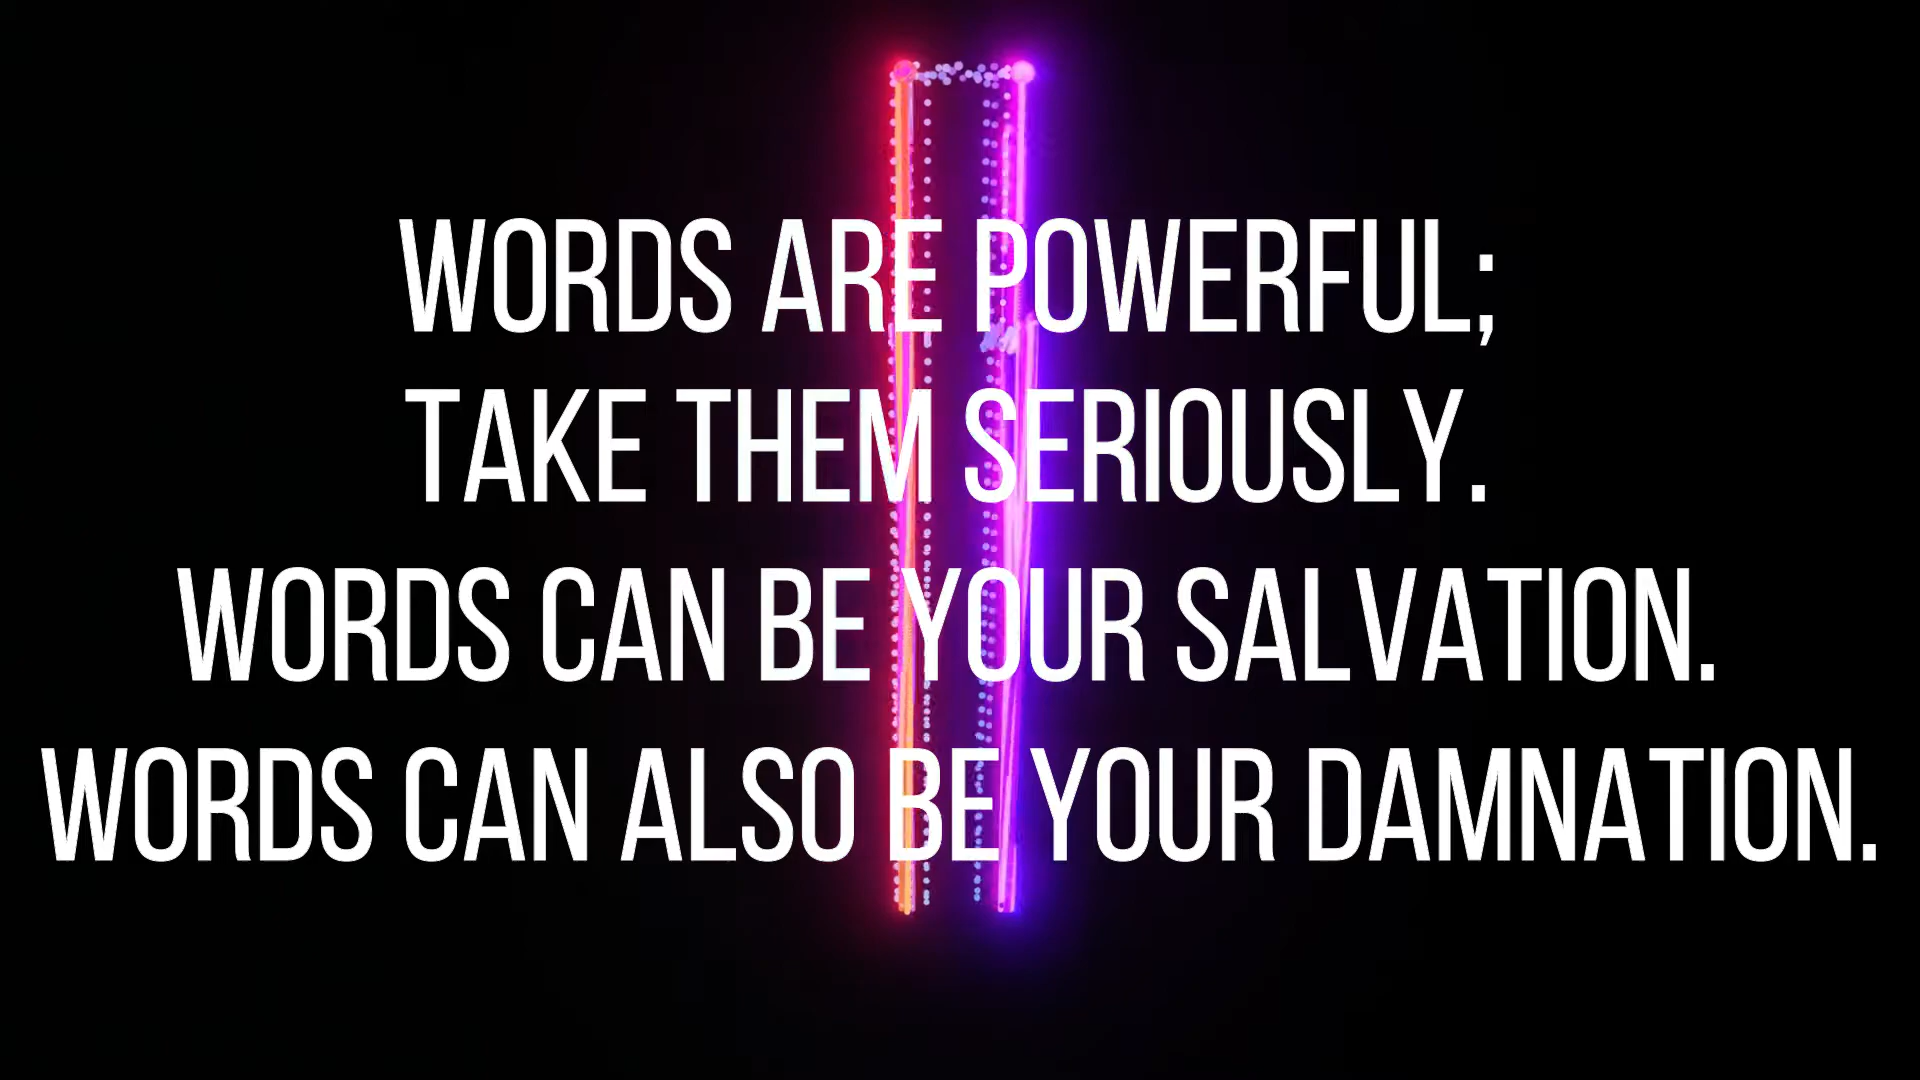 WORDS ARE POWERFUL;
TAKE THEM SERIOUSLY.
WORDS CAN BE YOUR SALVATION.
WORDS CAN ALSO BE YOUR DAMNATION.